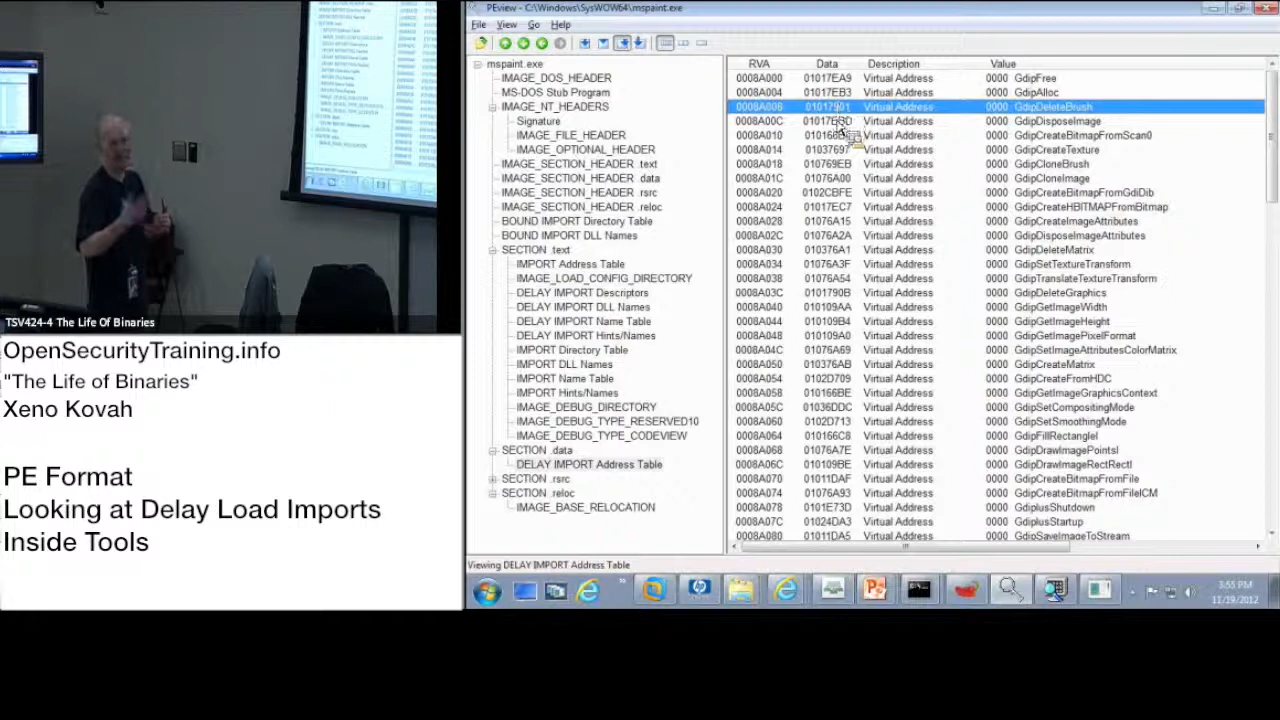 TSV424-4 The Life Of Binaries
OpenSecurityTraining.info
"The Life of Binaries"
Xeno Kovah
PE Format
Looking at Delay Load Imports
Inside Tools
PEview - C:\Windows\SysWOW64\mspaint.exe
File View Go Help
mspaint.exe
IMAGE_DOS_HEADER
MS-DOS Stub Program
IMAGE_NT_HEADERS
Signature
IMAGE_FILE_HEADER
IMAGE_OPTIONAL_HEADER
IMAGE_SECTION_HEADER .text
IMAGE_SECTION_HEADER .data
IMAGE_SECTION_HEADER .rsrc
IMAGE_SECTION_HEADER .reloc
BOUND IMPORT Directory Table
BOUND IMPORT DLL Names
SECTION .text
IMPORT Address Table
IMAGE_LOAD_CONFIG_DIRECTORY
DELAY IMPORT Descriptors
DELAY IMPORT DLL Names
DELAY IMPORT Name Table
DELAY IMPORT Hints/Names
IMPORT Directory Table
IMPORT DLL Names
IMPORT Name Table
IMPORT Hints/Names
IMAGE_DEBUG_DIRECTORY
IMAGE_DEBUG_TYPE_RESERVED10
IMAGE_DEBUG_TYPE_CODEVIEW
SECTION .data
DELAY IMPORT Address Table
SECTION .rsrc
SECTION .reloc
IMAGE_BASE_RELOCATION
RVA Data Description Value
0008A000 01017EA9 Virtual Address 0000 GdipFree
0008A004 01017EB3 Virtual Address 0000 GdipAlloc
0008A008 01017901 Virtual Address 0000 GdipDeleteBrush
0008A00C Virtual Address 0000 GdipDisposeImage
0008A010 Virtual Address 0000 GdipCreateBitmapFromScan0
0008A014 Virtual Address 0000 GdipCreateTexture
0008A018 010769EB Virtual Address 0000 GdipCloneBrush
0008A01C 01076A00 Virtual Address 0000 GdipCloneImage
0008A020 0102CBFE Virtual Address 0000 GdipCreateBitmapFromGdiDib
0008A024 01017EC7 Virtual Address 0000 GdipCreateHBITMAPFromBitmap
0008A028 01076A15 Virtual Address 0000 GdipCreateImageAttributes
0008A02C 01076A2A Virtual Address 0000 GdipDisposeImageAttributes
0008A030 010376A1 Virtual Address 0000 GdipDeleteMatrix
0008A034 01076A3F Virtual Address 0000 GdipSetTextureTransform
0008A038 01076A54 Virtual Address 0000 GdipTranslateTextureTransform
0008A03C 0101790B Virtual Address 0000 GdipDeleteGraphics
0008A040 010109AA Virtual Address 0000 GdipGetImageWidth
0008A044 010109B4 Virtual Address 0000 GdipGetImageHeight
0008A048 010109A0 Virtual Address 0000 GdipGetImagePixelFormat
0008A04C 01076A69 Virtual Address 0000 GdipSetImageAttributesColorMatrix
0008A050 010376AB Virtual Address 0000 GdipCreateMatrix
0008A054 0102D709 Virtual Address 0000 GdipCreateFromHDC
0008A058 010166BE Virtual Address 0000 GdipGetImageGraphicsContext
0008A05C 01036DDC Virtual Address 0000 GdipSetCompositingMode
0008A060 0102D713 Virtual Address 0000 GdipSetSmoothingMode
0008A064 010166C8 Virtual Address 0000 GdipFillRectangleI
0008A068 01076A7E Virtual Address 0000 GdipDrawImagePointsI
0008A06C 010109BE Virtual Address 0000 GdipDrawImageRectRectI
0008A070 01011DAF Virtual Address 0000 GdipCreateBitmapFromFile
0008A074 01076A93 Virtual Address 0000 GdipCreateBitmapFromFileICM
0008A078 0101E73D Virtual Address 0000 GdiplusShutdown
0008A07C 01024DA3 Virtual Address 0000 GdiplusStartup
0008A080 01011DA5 Virtual Address 0000 GdipSaveImageToStream
Viewing DELAY IMPORT Address Table
3:55 PM
11/19/2012